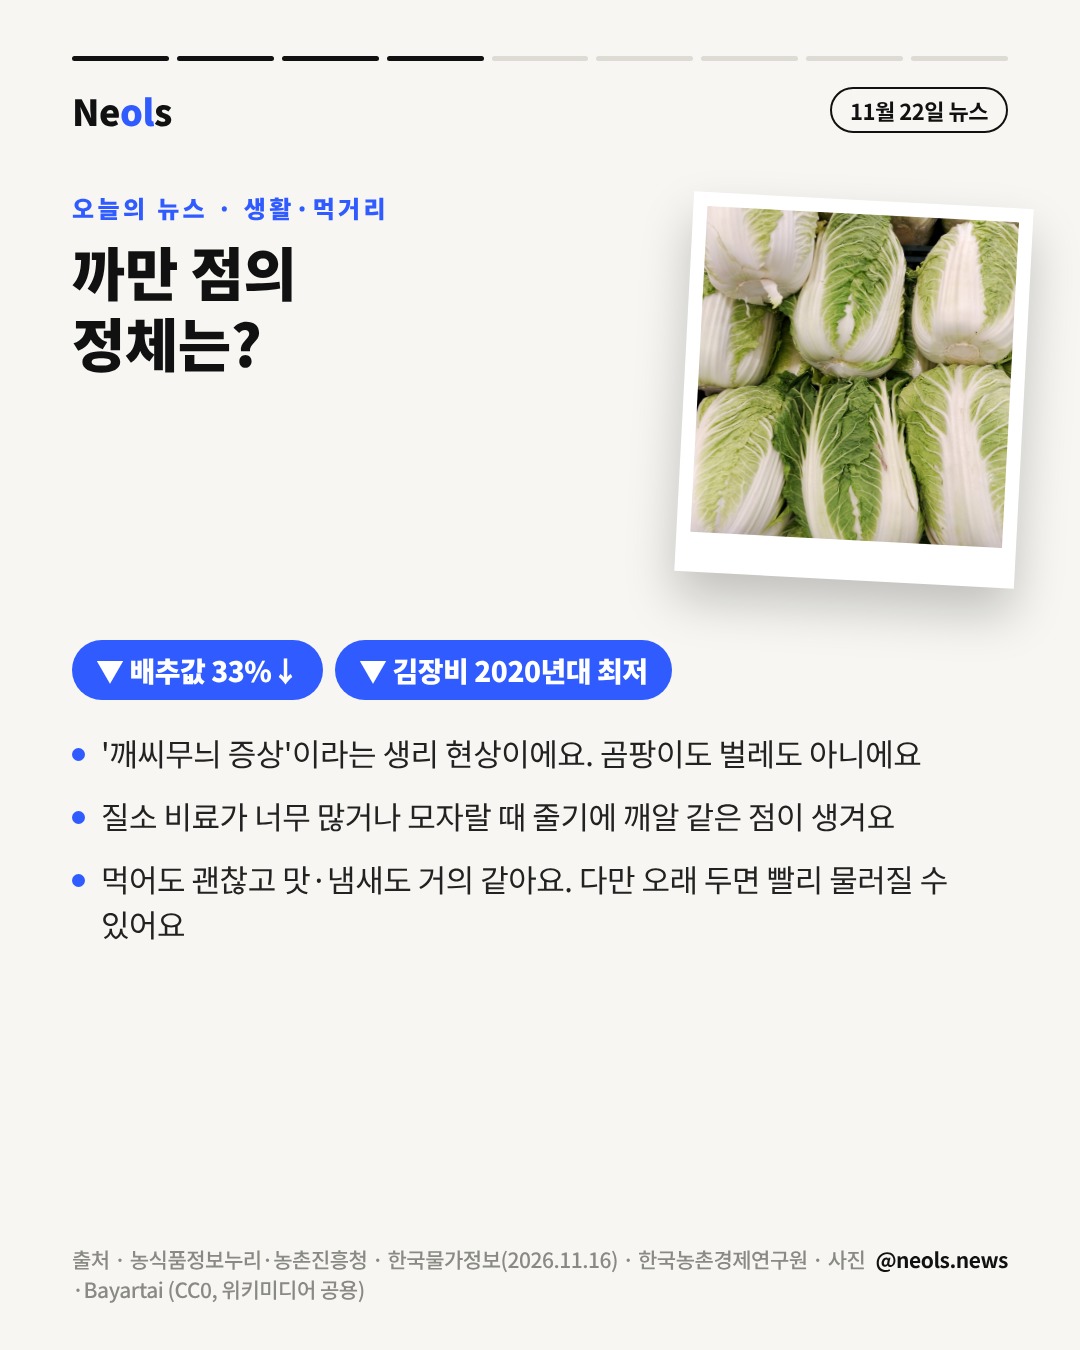 Neols
11월 22일 뉴스
오늘의 뉴스 · 생활·먹거리
까만 점의
정체는?
▼ 배추값 33%↓
▼ 김장비 2020년대 최저
'깨씨무늬 증상'이라는 생리 현상이에요. 곰팡이도 벌레도 아니에요
질소 비료가 너무 많거나 모자랄 때 줄기에 깨알 같은 점이 생겨요
먹어도 괜찮고 맛·냄새도 거의 같아요. 다만 오래 두면 빨리 물러질 수
있어요
출처 · 농식품정보누리·농촌진흥청 · 한국물가정보(2026.11.16) · 한국농촌경제연구원 · 사진
·Bayartai (CC0, 위키미디어 공용)
@neols.news